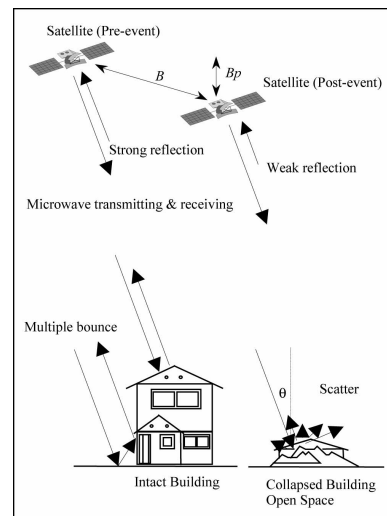 Satellite (Pre-event)
B
Bp
Satellite (Post-event)
Strong reflection
Weak reflection
Microwave transmitting & receiving
Multiple bounce
θ
Scatter
Intact Building
Collapsed Building
Open Space